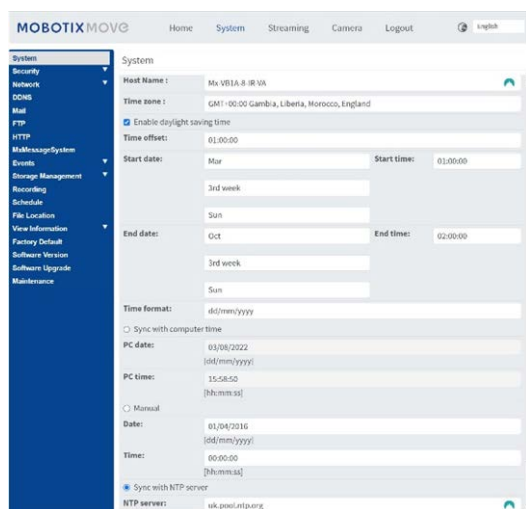 MOBOTIX MOVE
Home System Streaming Camera Logout English
System
Security
Network
DDNS
Mail
FTP
HTTP
MxMessageSystem
Events
Storage Management
Recording
Schedule
File Location
View Information
Factory Default
Software Version
Software Upgrade
Maintenance
System
Host Name : Mx-VB1A-8-IR-VA
Time zone : GMT+00:00 Gambia, Liberia, Morocco, England
Enable daylight saving time
Time offset: 01:00:00
Start date: Mar Start time: 01:00:00
3rd week
Sun
End date: Oct End time: 02:00:00
3rd week
Sun
Time format: dd/mm/yyyy
Sync with computer time
PC date: 03/08/2022
[dd/mm/yyyy]
PC time: 15:58:50
[hh:mm:ss]
Manual
Date: 01/04/2016
[dd/mm/yyyy]
Time: 00:00:00
[hh:mm:ss]
Sync with NTP server
NTP server: uk.pool.ntp.org